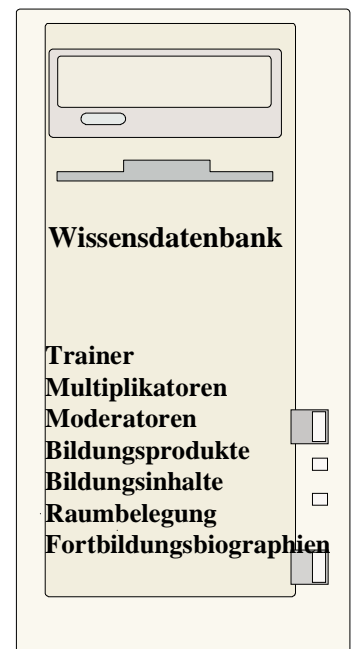 Wissensdatenbank
Trainer
Multiplikatoren
Moderatoren
Bildungsprodukte
Bildungsinhalte
Raumbelegung
Fortbildungsbiographien